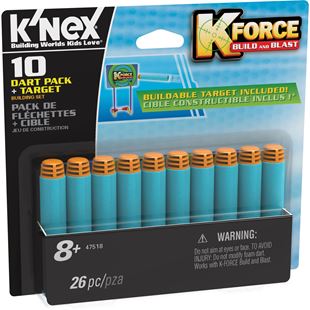 K'NEX
Building Worlds Kids Love
K FORCE
BUILD AND BLAST
10
DART PACK
+ TARGET
BUILDING SET
PACK DE
FLÉCHETTES
+ CIBLE
JEU DE CONSTRUCTION
K FORCE
BUILDABLE TARGET INCLUDED!
CIBLE CONSTRUCTIBLE INCLUS!
8+
47518
26 pc/pza
WARNING:
Do not aim at eyes or face. TO AVOID
INJURY: Do not modify foam dart.
Works with K-FORCE Build and Blast.